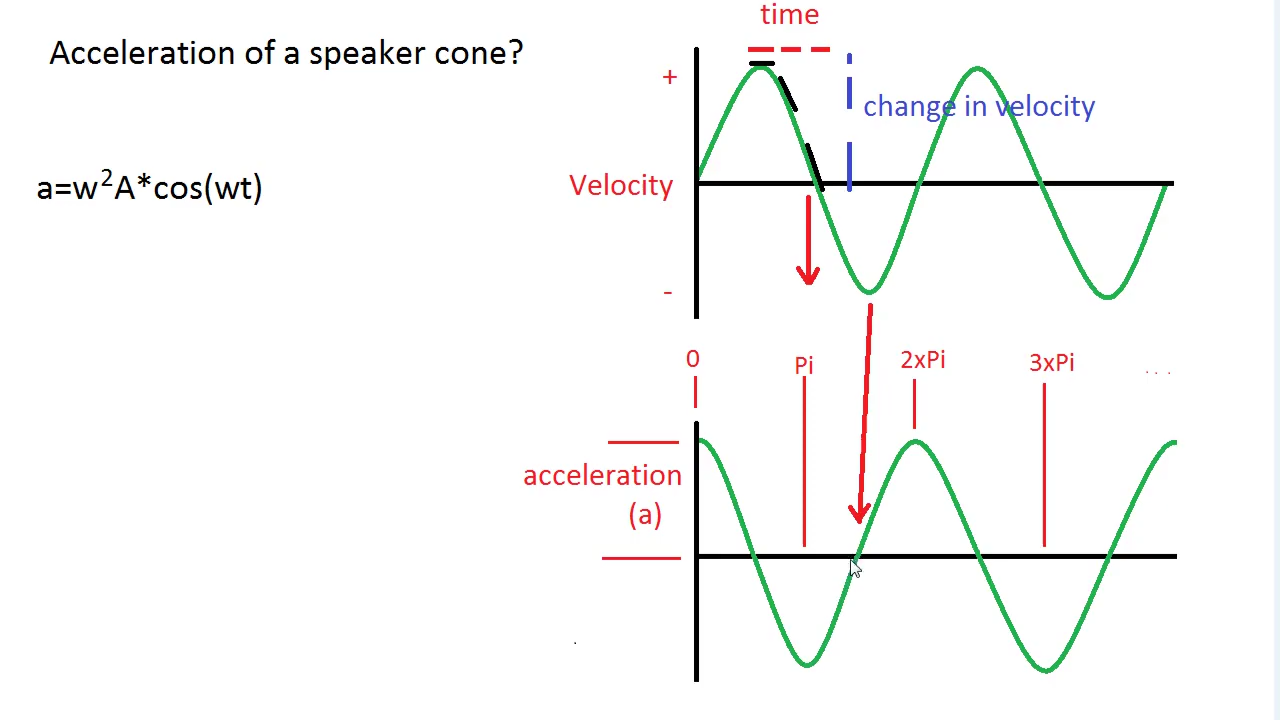 time
Acceleration of a speaker cone?
+
change in velocity
Velocity
a=w²A*cos(wt)
-
0
Pi
2xPi
3xPi
. . .
acceleration
(a)